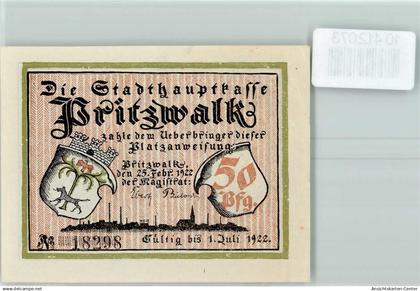 10412073
Die Stadthauptkasse
Pritzwalk
zahle dem Ueberbringer dieser
Platzanweisung
Pritzwalk,
den 25. Febr. 1922
der Magistrat:
50
Pfg.
No 18298
Gültig bis 1. Juli 1922.
Ansichtskarten-Center.de